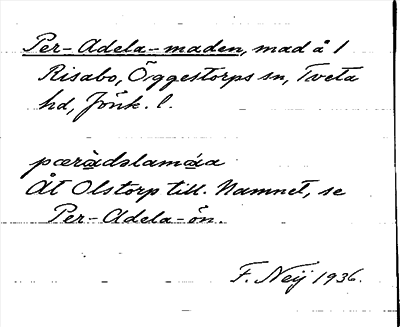 Per-Adela-maden, mad å 1
Risabo, Öggestorps sn, Tveta
hd, Jönk. l.
pæràdəlamáa
Åt Olstorp till. Namnet, se
Per-Adela-ön.
F. Neij 1936.